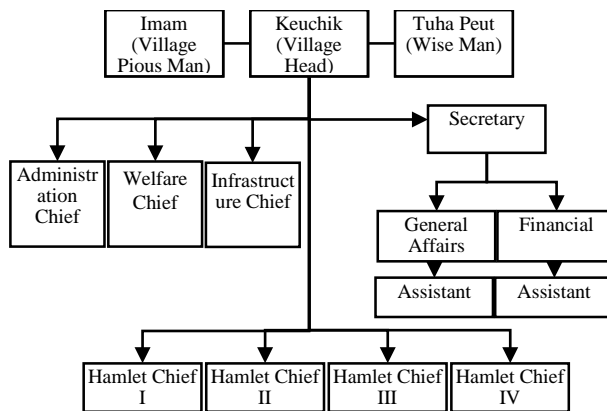 Imam
(Village
Pious Man)
Keuchik
(Village
Head)
Tuha Peut
(Wise Man)
Secretary
Administr
ation
Chief
Welfare
Chief
Infrastruct
ure Chief
General
Affairs
Financial
Assistant
Assistant
Hamlet Chief
I
Hamlet Chief
II
Hamlet Chief
III
Hamlet Chief
IV